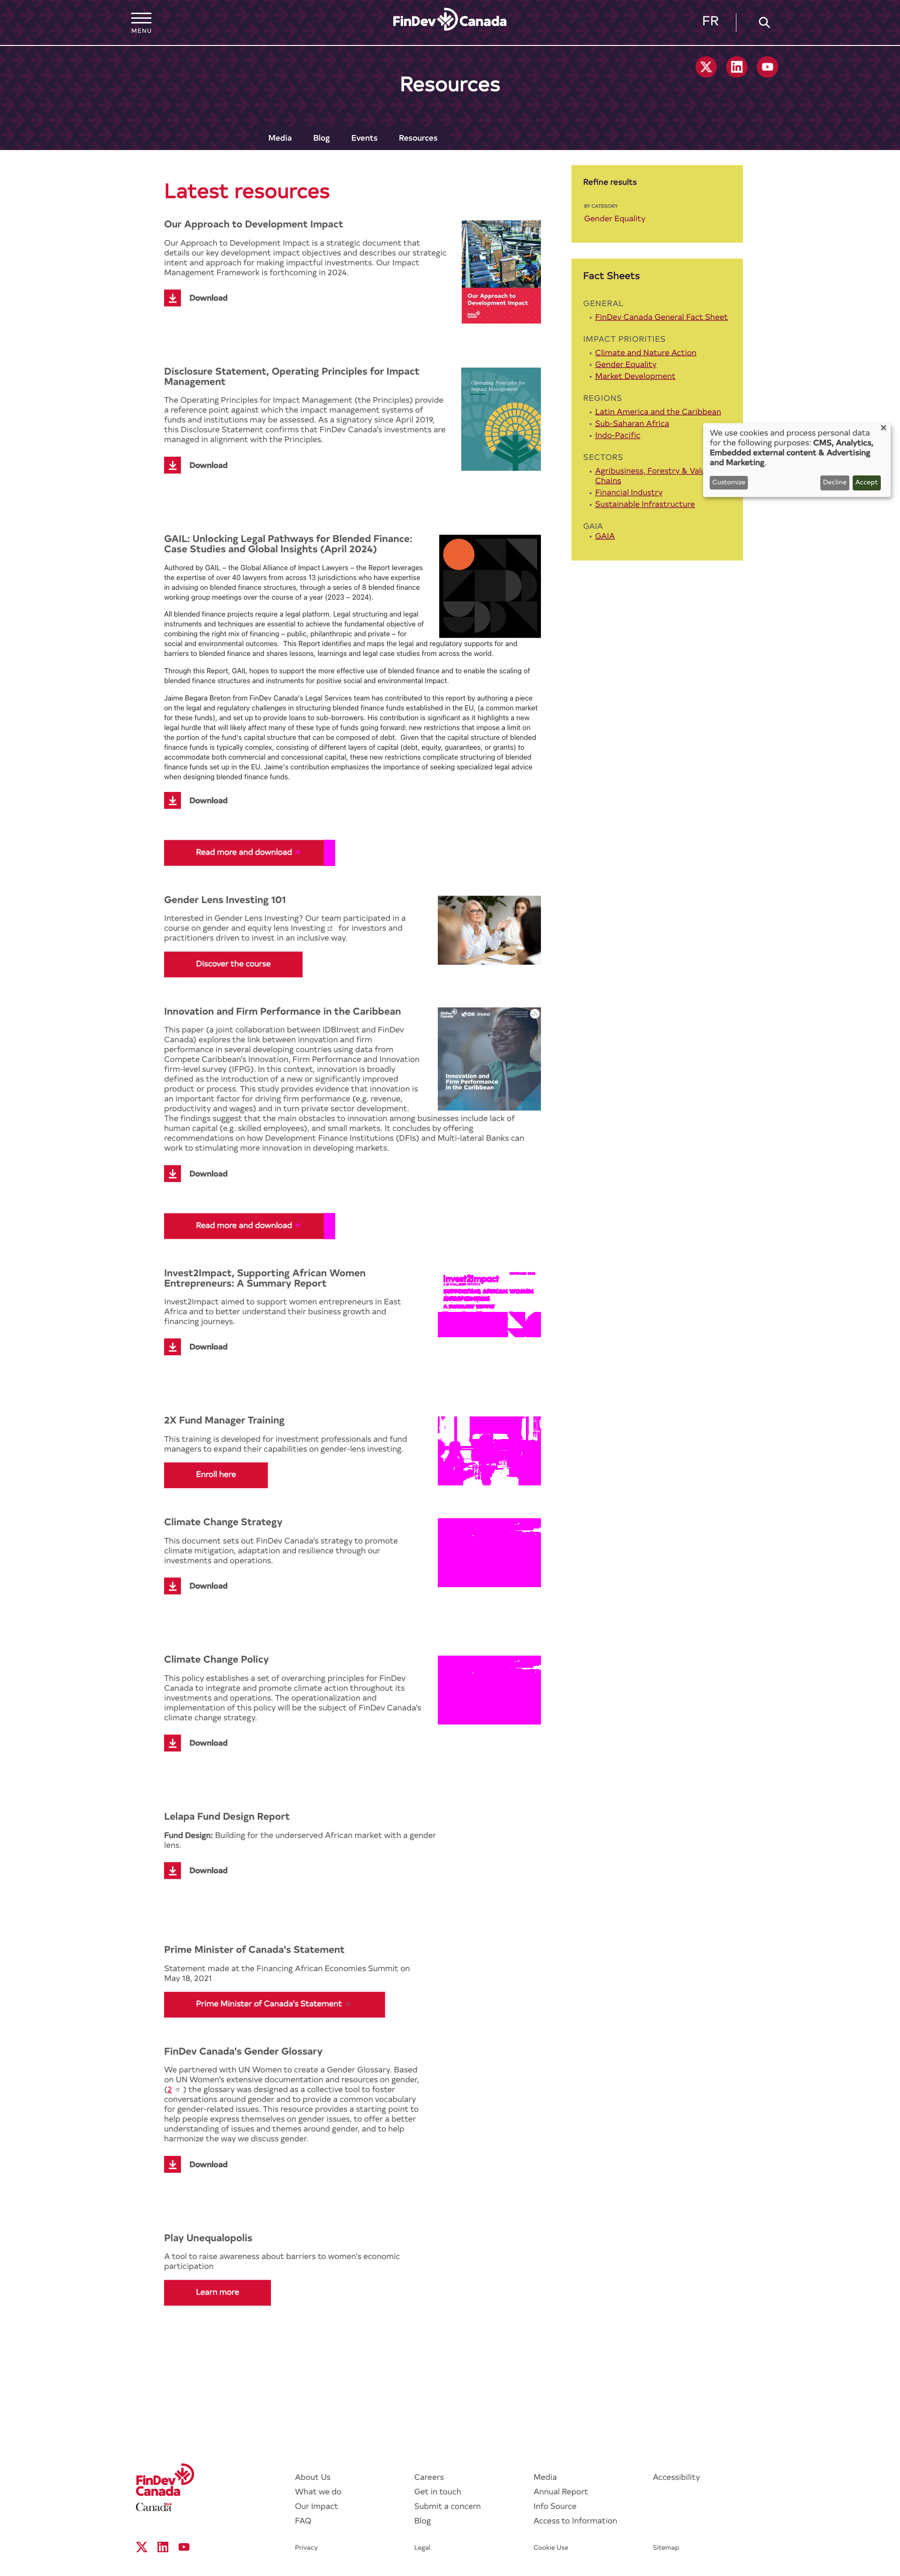 MENU
FinDev Canada
FR
Resources
Media
Blog
Events
Resources
Latest resources
Our Approach to Development Impact
Our Approach to Development Impact is a strategic document that
details our key development impact objectives and describes our strategic
intent and approach for making impactful investments. Our Impact
Management Framework is forthcoming in 2024.
Our Approach to
Development Impact
Download
Disclosure Statement, Operating Principles for Impact
Management
The Operating Principles for Impact Management (the Principles) provide
a reference point against which the impact management systems of
funds and institutions may be assessed. As a signatory since April 2019,
this Disclosure Statement confirms that FinDev Canada's investments are
managed in alignment with the Principles.
Operating Principles for
Impact Management
Download
GAIL: Unlocking Legal Pathways for Blended Finance:
Case Studies and Global Insights (April 2024)
Authored by GAIL – the Global Alliance of Impact Lawyers – the Report leverages
the expertise of over 40 lawyers from across 13 jurisdictions who have expertise
in advising on blended finance structures, through a series of 8 blended finance
working group meetings over the course of a year (2023 – 2024).
All blended finance projects require a legal platform. Legal structuring and legal
instruments and techniques are essential to achieve the fundamental objective of
combining the right mix of financing – public, philanthropic and private – for
social and environmental outcomes. This Report identifies and maps the legal and regulatory supports for and
barriers to blended finance and shares lessons, learnings and legal case studies from across the world.
Through this Report, GAIL hopes to support the more effective use of blended finance and to enable the scaling of
blended finance structures and instruments for positive social and environmental Impact.
Jaime Begara Breton from FinDev Canada's Legal Services team has contributed to this report by authoring a piece
on the legal and regulatory challenges in structuring blended finance funds established in the EU, (a common market
for these funds), and set up to provide loans to sub-borrowers. His contribution is significant as it highlights a new
legal hurdle that will likely affect many of these type of funds going forward: new restrictions that impose a limit on
the portion of the fund's capital structure that can be composed of debt. Given that the capital structure of blended
finance funds is typically complex, consisting of different layers of capital (debt, equity, guarantees, or grants) to
accommodate both commercial and concessional capital, these new restrictions complicate structuring of blended
finance funds set up in the EU. Jaime's contribution emphasizes the importance of seeking specialized legal advice
when designing blended finance funds.
Download
Read more and download
Gender Lens Investing 101
Interested in Gender Lens Investing? Our team participated in a
course on gender and equity lens Investing for investors and
practitioners driven to invest in an inclusive way.
Discover the course
Innovation and Firm Performance in the Caribbean
This paper (a joint collaboration between IDBInvest and FinDev
Canada) explores the link between innovation and firm
performance in several developing countries using data from
Compete Caribbean's Innovation, Firm Performance and Innovation
firm-level survey (IFPG). In this context, innovation is broadly
defined as the introduction of a new or significantly improved
product or process. This study provides evidence that innovation is
an important factor for driving firm performance (e.g. revenue,
productivity and wages) and in turn private sector development.
The findings suggest that the main obstacles to innovation among businesses include lack of
human capital (e.g. skilled employees), and small markets. It concludes by offering
recommendations on how Development Finance Institutions (DFIs) and Multi-lateral Banks can
work to stimulating more innovation in developing markets.
FinDev Canada
IDB Invest
Innovation and
Firm Performance
in the Caribbean
Download
Read more and download
Invest2Impact, Supporting African Women
Entrepreneurs: A Summary Report
Invest2Impact aimed to support women entrepreneurs in East
Africa and to better understand their business growth and
financing journeys.
Invest2Impact
SUPPORTING AFRICAN WOMEN
ENTREPRENEURS
A SUMMARY REPORT
Download
2X Fund Manager Training
This training is developed for investment professionals and fund
managers to expand their capabilities on gender-lens investing.
Enroll here
Climate Change Strategy
This document sets out FinDev Canada's strategy to promote
climate mitigation, adaptation and resilience through our
investments and operations.
Download
Climate Change Policy
This policy establishes a set of overarching principles for FinDev
Canada to integrate and promote climate action throughout its
investments and operations. The operationalization and
implementation of this policy will be the subject of FinDev Canada's
climate change strategy.
Download
Lelapa Fund Design Report
Fund Design: Building for the underserved African market with a gender
lens.
Download
Prime Minister of Canada's Statement
Statement made at the Financing African Economies Summit on
May 18, 2021
Prime Minister of Canada's Statement
FinDev Canada's Gender Glossary
We partnered with UN Women to create a Gender Glossary. Based
on UN Women's extensive documentation and resources on gender,
(2 ) the glossary was designed as a collective tool to foster
conversations around gender and to provide a common vocabulary
for gender-related issues. This resource provides a starting point to
help people express themselves on gender issues, to offer a better
understanding of issues and themes around gender, and to help
harmonize the way we discuss gender.
Download
Play Unequalopolis
A tool to raise awareness about barriers to women's economic
participation
Learn more
Refine results
BY CATEGORY
Gender Equality
Fact Sheets
GENERAL
FinDev Canada General Fact Sheet
IMPACT PRIORITIES
Climate and Nature Action
Gender Equality
Market Development
REGIONS
Latin America and the Caribbean
Sub-Saharan Africa
Indo-Pacific
SECTORS
Agribusiness, Forestry & Valu
Chains
Financial Industry
Sustainable Infrastructure
GAIA
GAIA
We use cookies and process personal data
for the following purposes: CMS, Analytics,
Embedded external content & Advertising
and Marketing.
Customize
Decline
Accept
FinDev
Canada
Canada
About Us
What we do
Our Impact
FAQ
Careers
Get in touch
Submit a concern
Blog
Media
Annual Report
Info Source
Access to Information
Accessibility
Privacy
Legal
Cookie Use
Sitemap